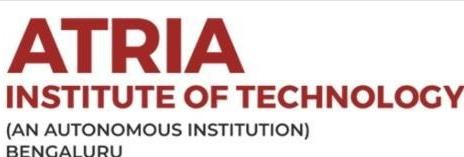 ATRIA
INSTITUTE OF TECHNOLOGY
(AN AUTONOMOUS INSTITUTION)
BENGALURU